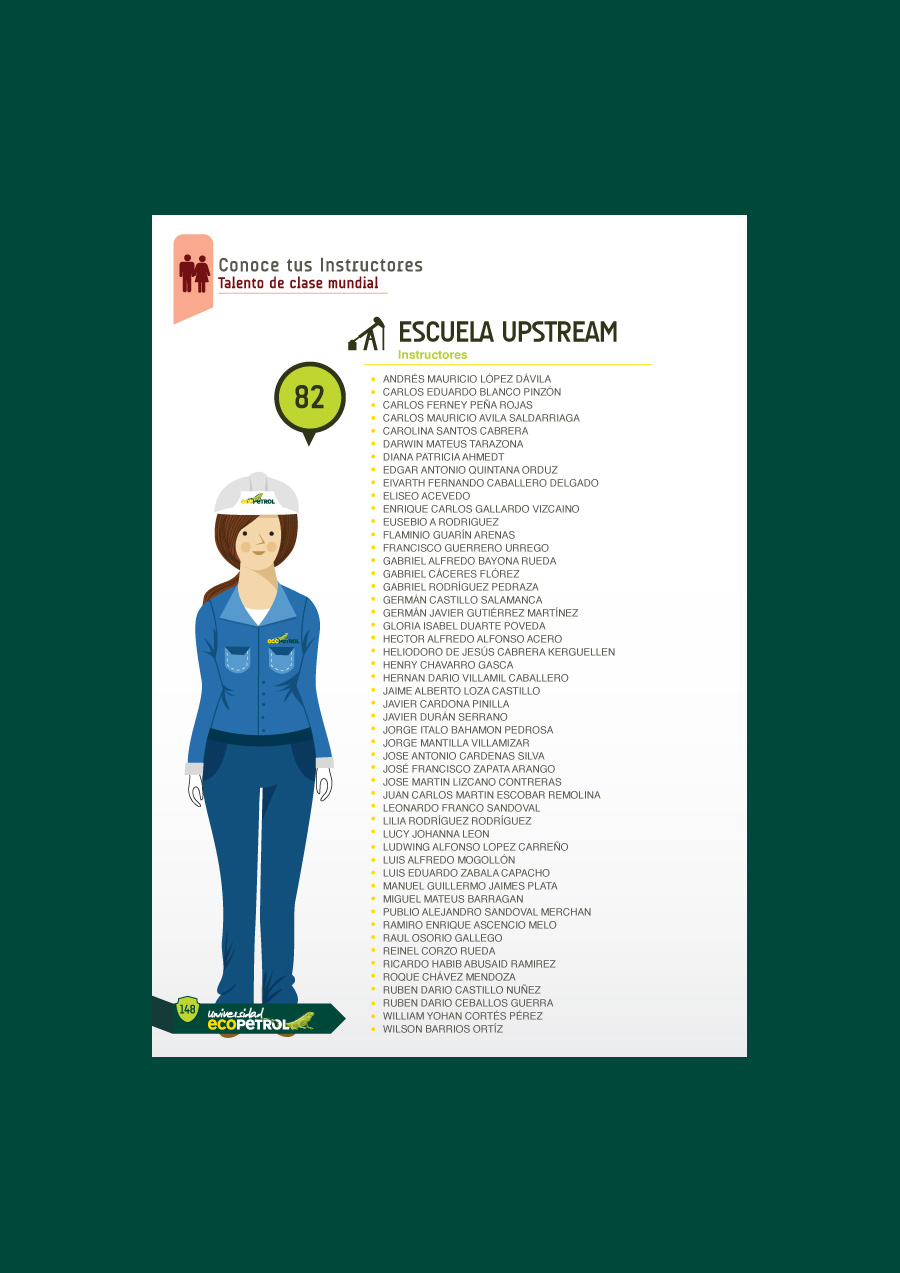 Conoce tus Instructores
Talento de clase mundial
ESCUELA UPSTREAM
Instructores
82
ANDRÉS MAURICIO LÓPEZ DÁVILA
CARLOS EDUARDO BLANCO PINZÓN
CARLOS FERNEY PEÑA ROJAS
CARLOS MAURICIO AVILA SALDARRIAGA
CAROLINA SANTOS CABRERA
DARWIN MATEUS TARAZONA
DIANA PATRICIA AHMEDT
EDGAR ANTONIO QUINTANA ORDUZ
EIVARTH FERNANDO CABALLERO DELGADO
ELISEO ACEVEDO
ENRIQUE CARLOS GALLARDO VIZCAINO
EUSEBIO A RODRIGUEZ
FLAMINIO GUARÍN ARENAS
FRANCISCO GUERRERO URREGO
GABRIEL ALFREDO BAYONA RUEDA
GABRIEL CÁCERES FLÓREZ
GABRIEL RODRÍGUEZ PEDRAZA
GERMÁN CASTILLO SALAMANCA
GERMÁN JAVIER GUTIÉRREZ MARTÍNEZ
GLORIA ISABEL DUARTE POVEDA
HECTOR ALFREDO ALFONSO ACERO
HELIODORO DE JESÚS CABRERA KERGUELLEN
HENRY CHAVARRO GASCA
HERNAN DARIO VILLAMIL CABALLERO
JAIME ALBERTO LOZA CASTILLO
JAVIER CARDONA PINILLA
JAVIER DURÁN SERRANO
JORGE ITALO BAHAMON PEDROSA
JORGE MANTILLA VILLAMIZAR
JOSE ANTONIO CARDENAS SILVA
JOSÉ FRANCISCO ZAPATA ARANGO
JOSE MARTIN LIZCANO CONTRERAS
JUAN CARLOS MARTIN ESCOBAR REMOLINA
LEONARDO FRANCO SANDOVAL
LILIA RODRÍGUEZ RODRÍGUEZ
LUCY JOHANNA LEON
LUDWING ALFONSO LOPEZ CARREÑO
LUIS ALFREDO MOGOLLÓN
LUIS EDUARDO ZABALA CAPACHO
MANUEL GUILLERMO JAIMES PLATA
MIGUEL MATEUS BARRAGAN
PUBLIO ALEJANDRO SANDOVAL MERCHAN
RAMIRO ENRIQUE ASCENCIO MELO
RAUL OSORIO GALLEGO
REINEL CORZO RUEDA
RICARDO HABIB ABUSAID RAMIREZ
ROQUE CHÁVEZ MENDOZA
RUBEN DARIO CASTILLO NUÑEZ
RUBEN DARIO CEBALLOS GUERRA
WILLIAM YOHAN CORTÉS PÉREZ
WILSON BARRIOS ORTÍZ
ecopetrol
ecopetrol
148
universidad
ecopetrol